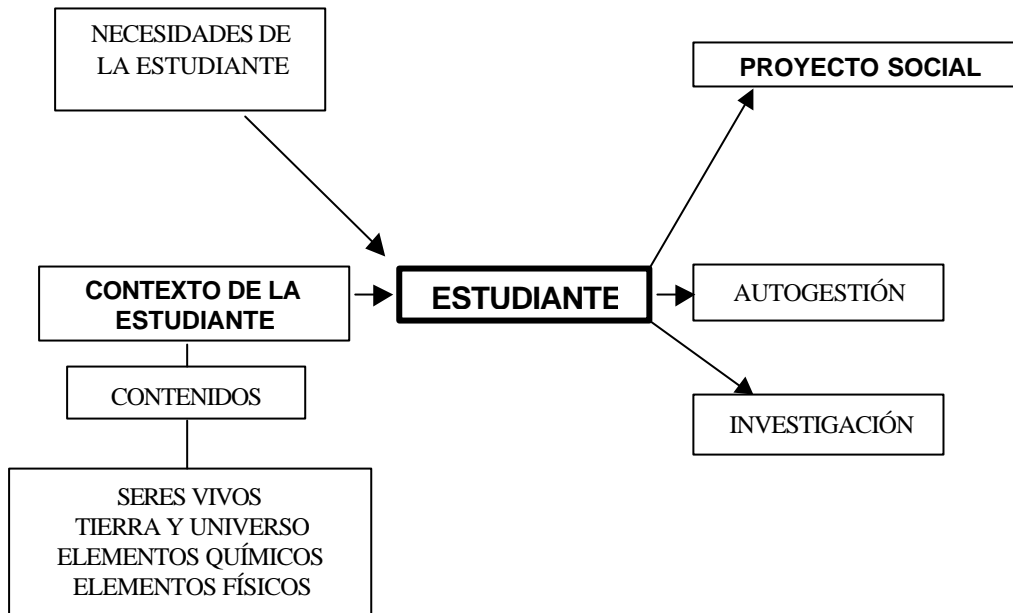 NECESIDADES DE
LA ESTUDIANTE
PROYECTO SOCIAL
CONTEXTO DE LA
ESTUDIANTE
ESTUDIANTE
AUTOGESTIÓN
CONTENIDOS
INVESTIGACIÓN
SERES VIVOS
TIERRA Y UNIVERSO
ELEMENTOS QUÍMICOS
ELEMENTOS FÍSICOS